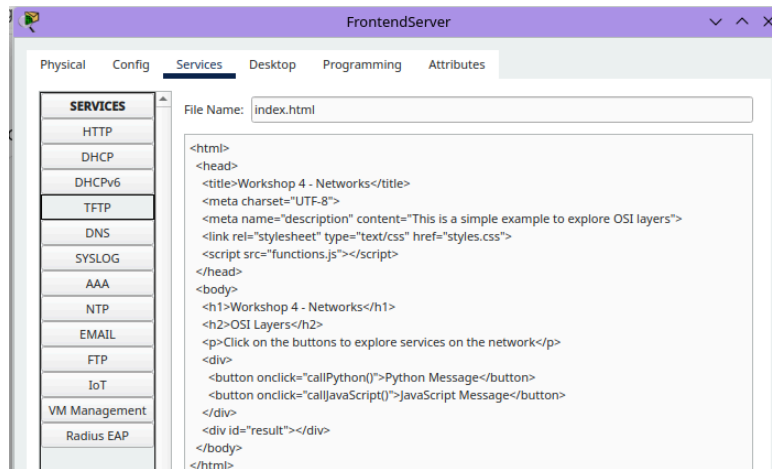 FrontendServer
Physical Config Services Desktop Programming Attributes
SERVICES
HTTP
DHCP
DHCPv6
TFTP
DNS
SYSLOG
AAA
NTP
EMAIL
FTP
IoT
VM Management
Radius EAP
File Name: index.html
<html>
<head>
<title>Workshop 4 - Networks</title>
<meta charset="UTF-8">
<meta name="description" content="This is a simple example to explore OSI layers">
<link rel="stylesheet" type="text/css" href="styles.css">
<script src="functions.js"></script>
</head>
<body>
<h1>Workshop 4 - Networks</h1>
<h2>OSI Layers</h2>
<p>Click on the buttons to explore services on the network</p>
<div>
<button onclick="callPython()">Python Message</button>
<button onclick="callJavaScript()">JavaScript Message</button>
</div>
<div id="result"></div>
</body>
</html>